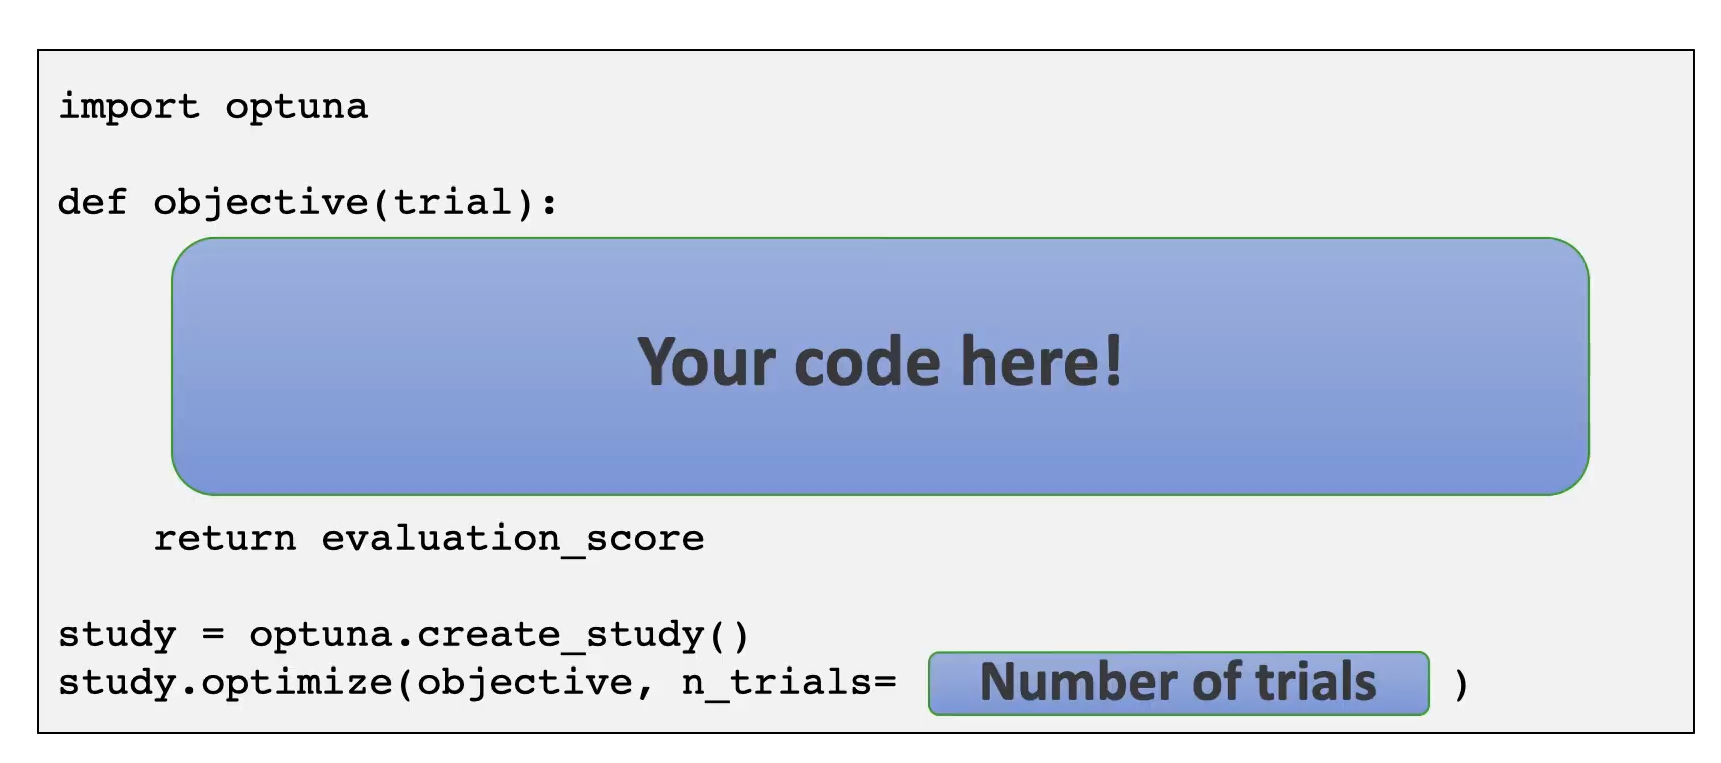 import optuna
def objective(trial):
Your code here!
return evaluation_score
study = optuna.create_study()
study.optimize(objective, n_trials= Number of trials )